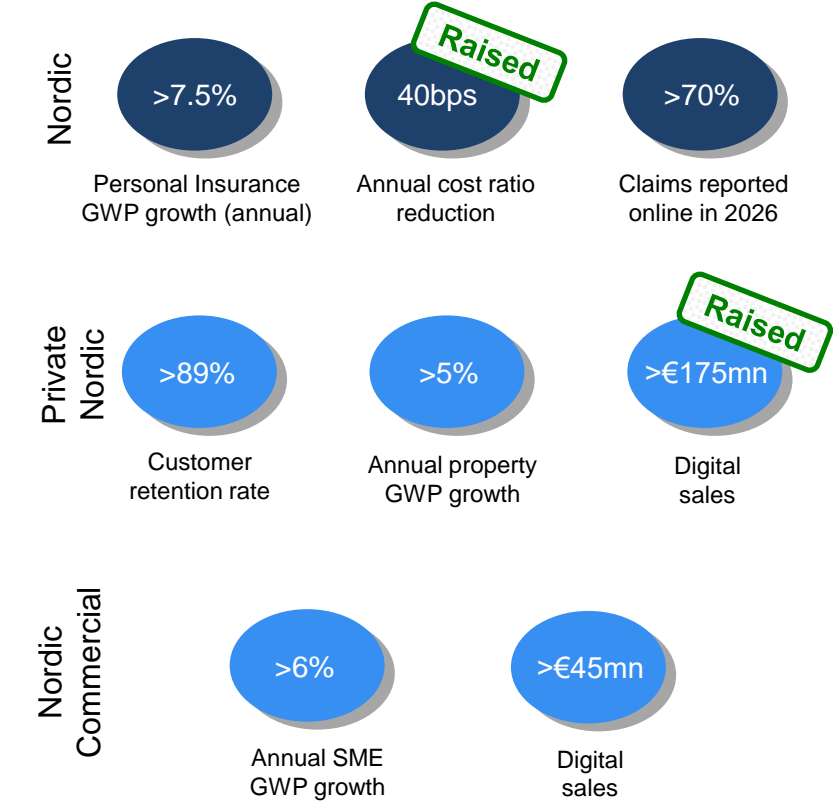 Nordic
>7.5%
40bps
Raised
>70%
Personal Insurance
GWP growth (annual)
Annual cost ratio
reduction
Claims reported
online in 2026
Private
Nordic
>89%
>5%
>€175mn
Raised
Customer
retention rate
Annual property
GWP growth
Digital
sales
Nordic
Commercial
>6%
>€45mn
Annual SME
GWP growth
Digital
sales